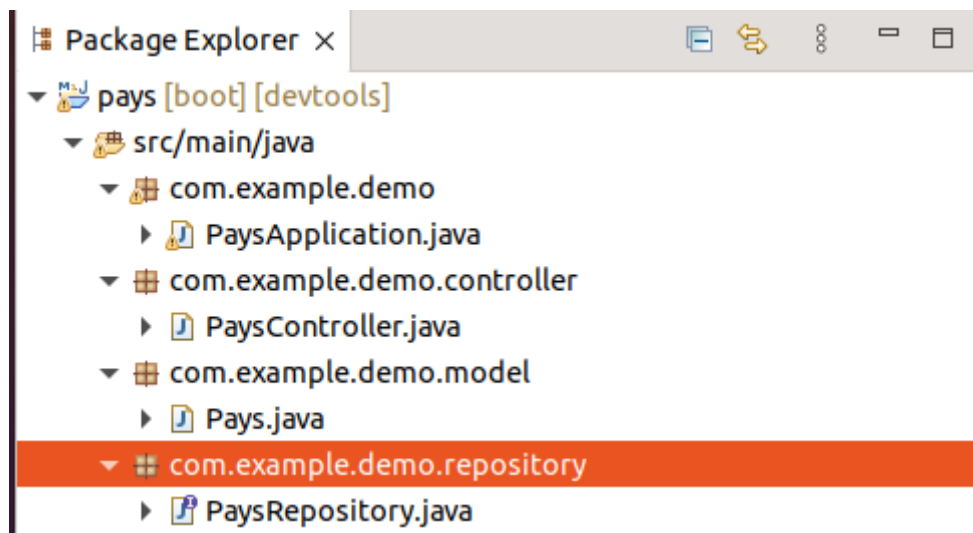 Package Explorer
pays [boot] [devtools]
src/main/java
com.example.demo
PaysApplication.java
com.example.demo.controller
PaysController.java
com.example.demo.model
Pays.java
com.example.demo.repository
PaysRepository.java